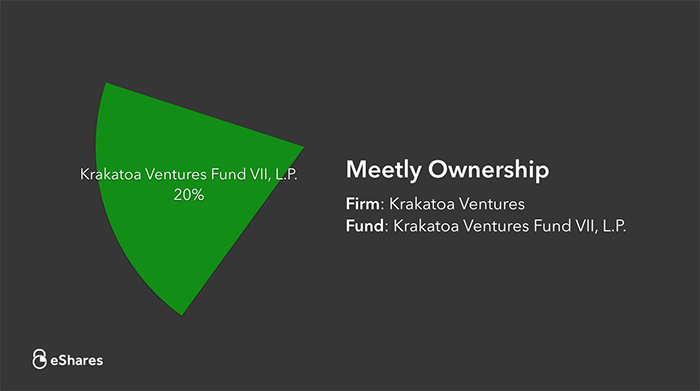 Krakatoa Ventures Fund VII, L.P.
20%
Meetly Ownership
Firm: Krakatoa Ventures
Fund: Krakatoa Ventures Fund VII, L.P.
eShares